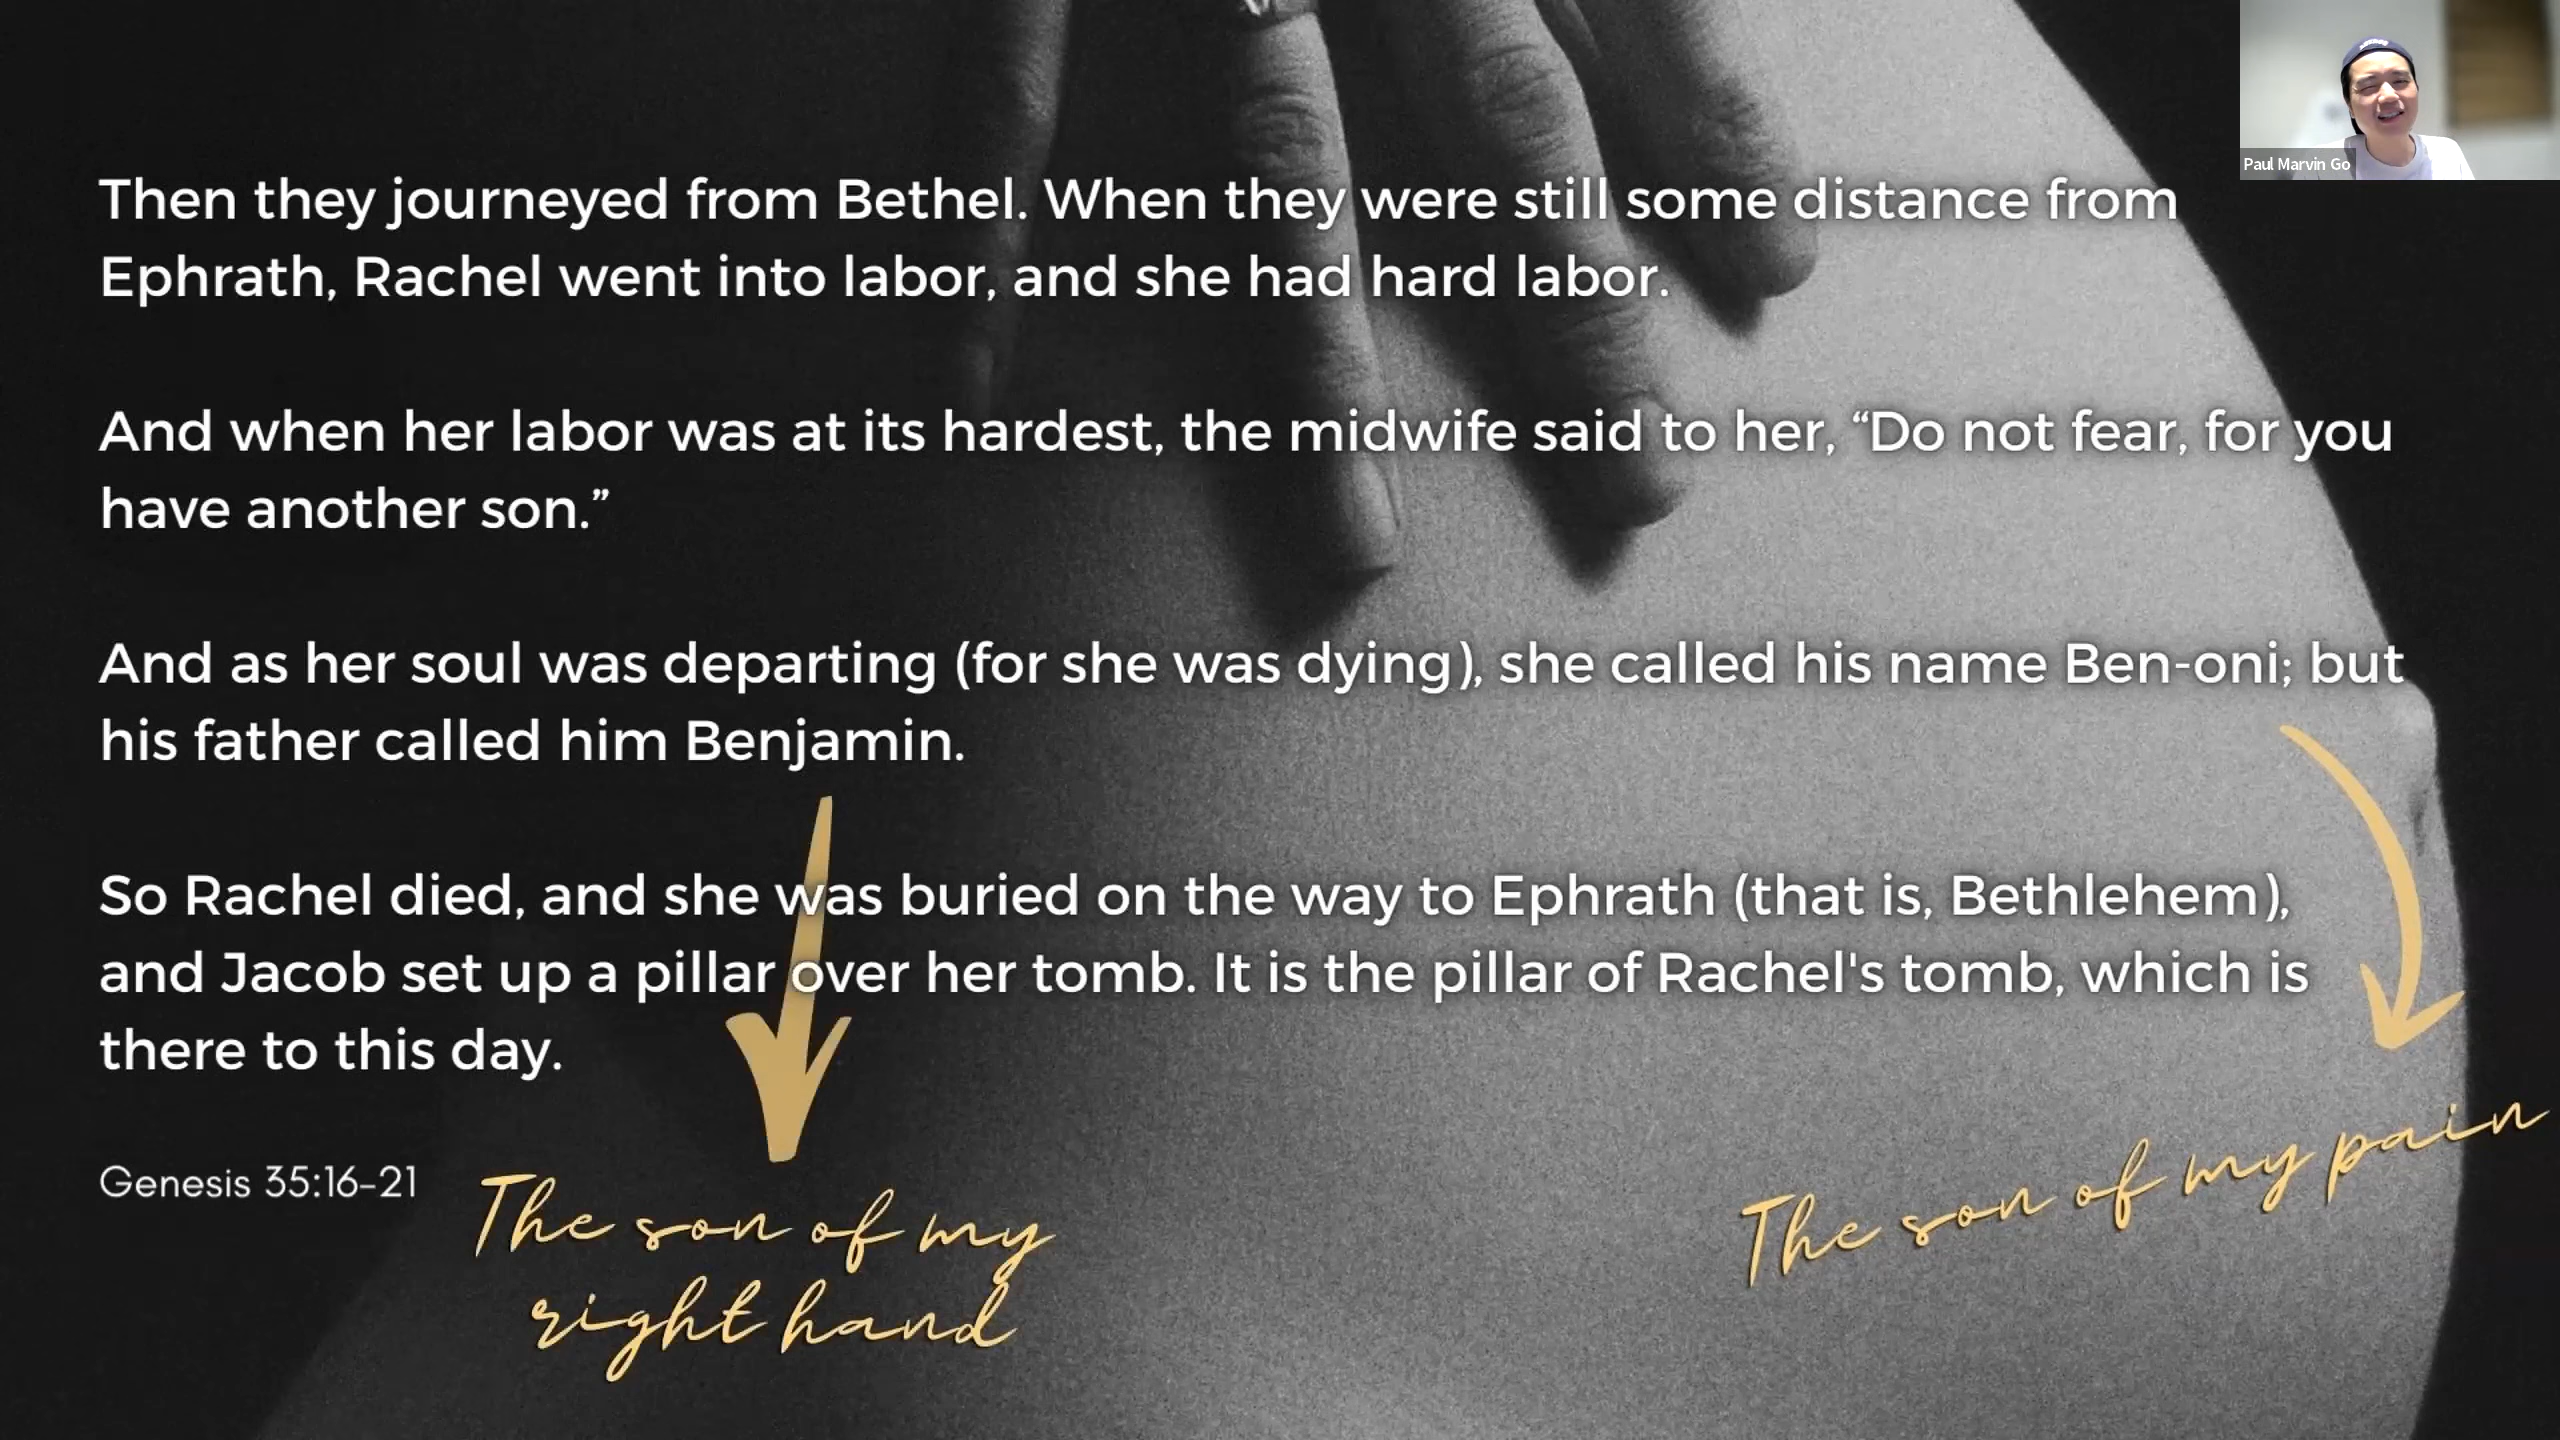 Paul Marvin Go
Then they journeyed from Bethel. When they were still some distance from
Ephrath, Rachel went into labor, and she had hard labor.
And when her labor was at its hardest, the midwife said to her, “Do not fear, for you
have another son.”
And as her soul was departing (for she was dying), she called his name Ben-oni; but
his father called him Benjamin.
So Rachel died, and she was buried on the way to Ephrath (that is, Bethlehem),
and Jacob set up a pillar over her tomb. It is the pillar of Rachel's tomb, which is
there to this day.
Genesis 35:16–21
The son of my
right hand
The son of my pain